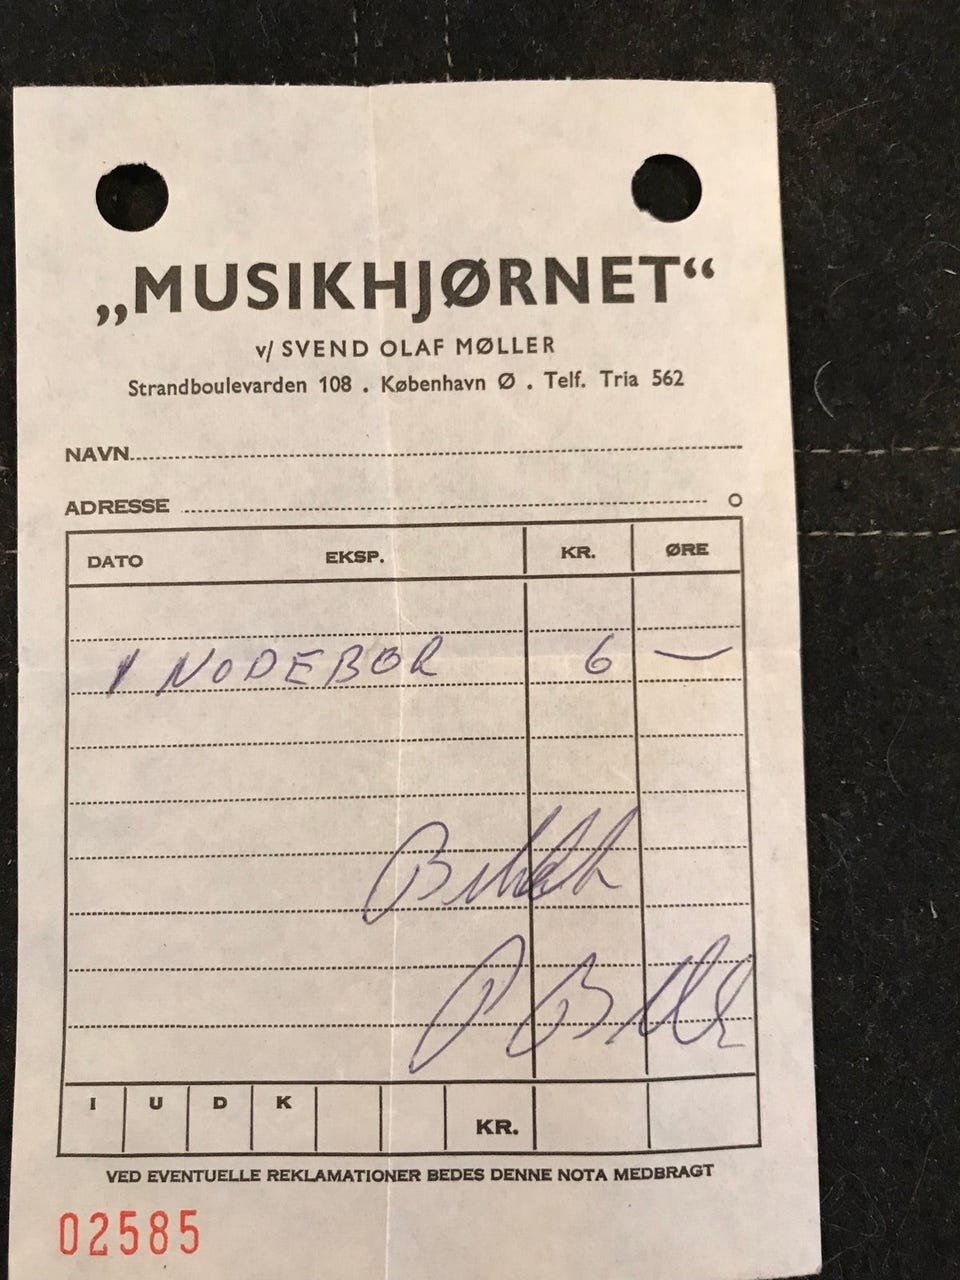 „MUSIKHJØRNET“
v/ SVEND OLAF MØLLER
Strandboulevarden 108 . København Ø . Telf. Tria 562
NAVN
ADRESSE
DATO EKSP. KR. ØRE
1 NODEBOR 6 —
I U D K KR.
VED EVENTUELLE REKLAMATIONER BEDES DENNE NOTA MEDBRAGT
02585